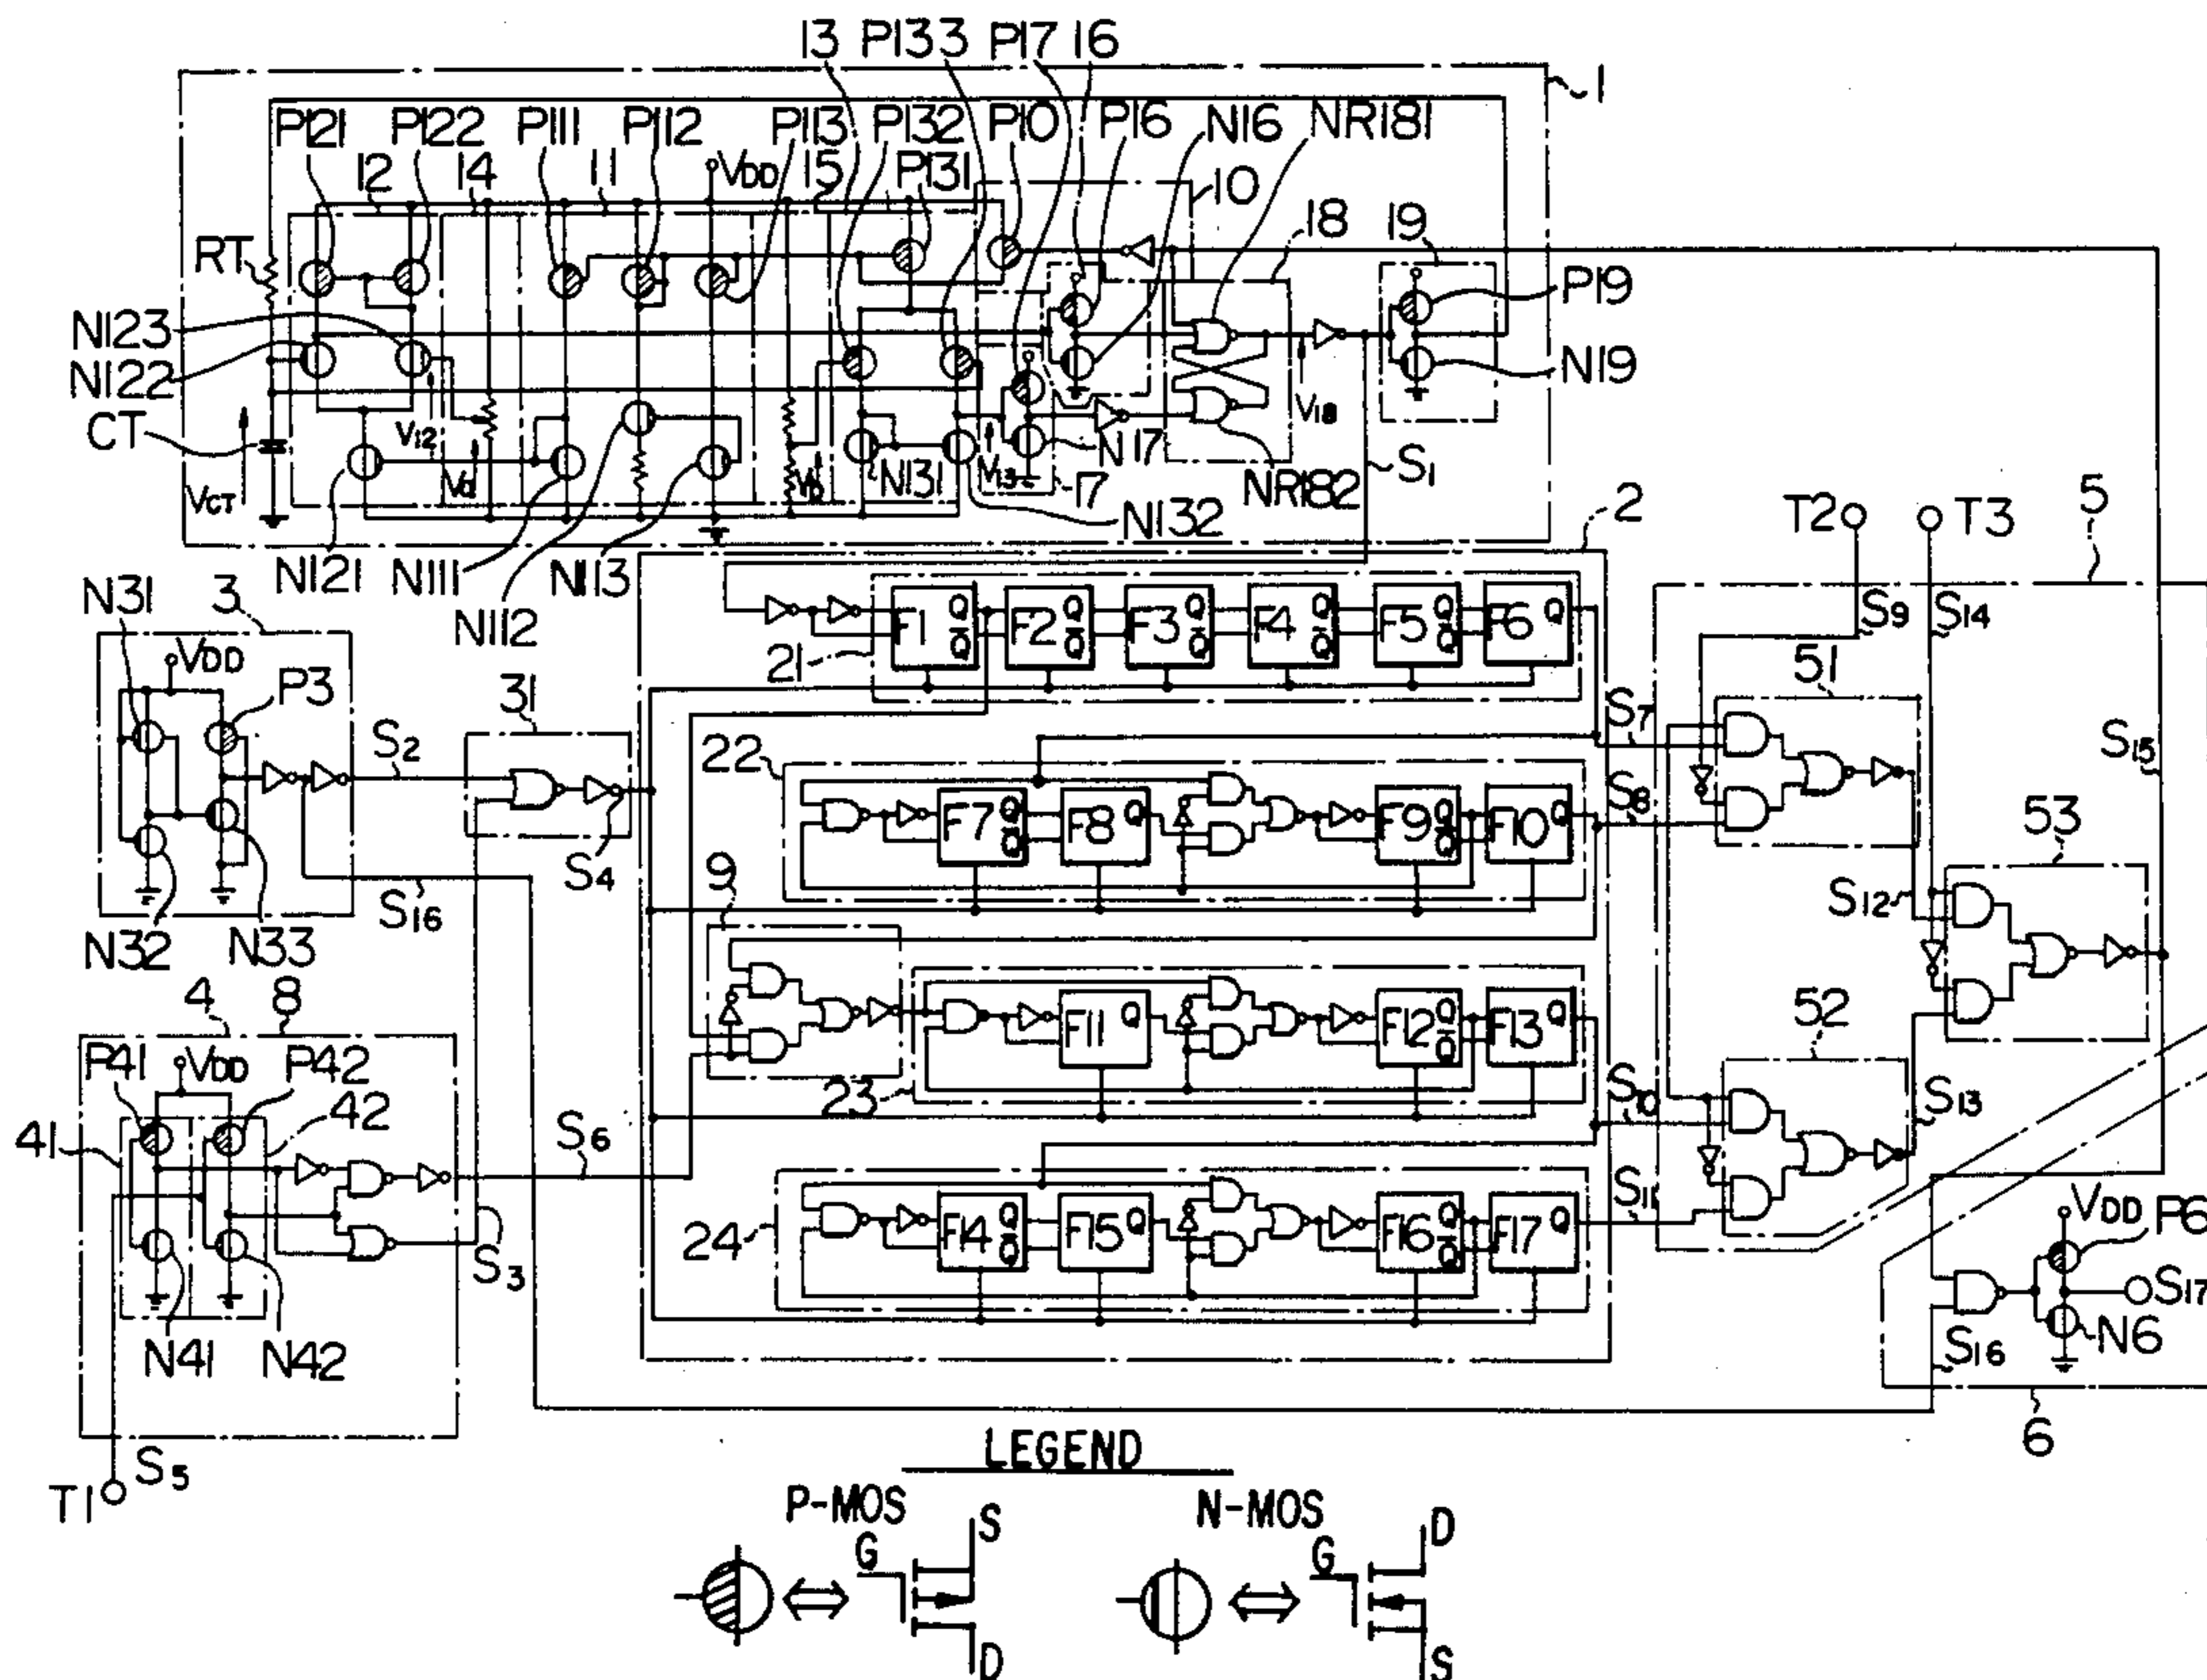 13 P133 P17 16
1
P121 P122 P111 P112 P113 P132 P10 P16 N16 NR181
12 14 11 VDD 15 P131 10
RT 18 19
P19
N123
N122
N19
CT V12 V18
VCT Vd Vb N131 V13 N17 17 NR182 S1
N132
N121 N111 N113
N112
2 T2 T3 5
N31 3
VDD P3
21 F1 Q Q̅ F2 Q Q̅ F3 Q Q̅ F4 Q Q̅ F5 Q Q̅ F6 Q
S9 S14
51
S2 31 S7 S15
22 F7 Q Q̅ F8 Q F9 Q Q̅ F10 Q
S8
53
S4
S16 9 S12
N32 N33
4 8
P41 VDD P42
F11 Q F12 Q Q̅ F13 Q
52
23 S10 S13
41 42 S6
24 F14 Q Q̅ F15 Q F16 Q Q̅ F17 Q
S11
S3
VDD P6
S17
N41 N42
S16 N6
6
S5
T1
LEGEND
P-MOS N-MOS
G S G D
D S